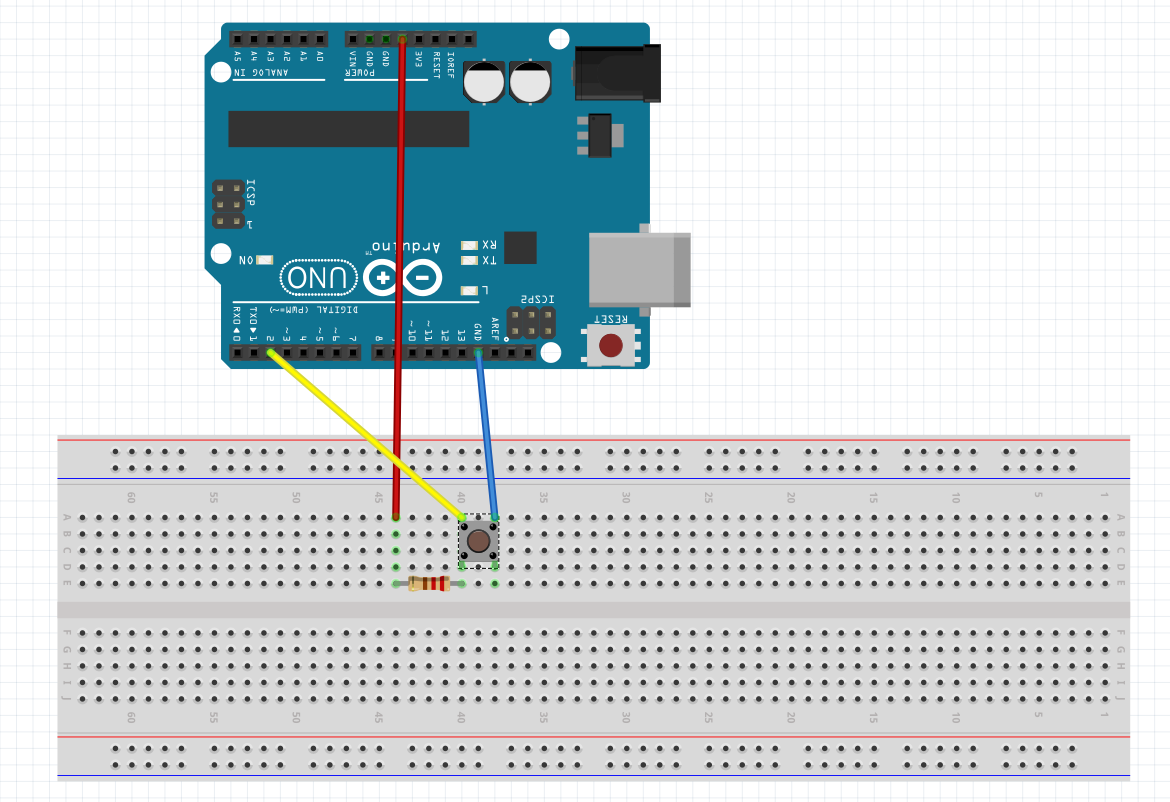 A5 A4 A3 A2 A1 A0 VIN GND GND 3V3 RESET IOREF
ANALOG IN POWER
ICSP
1
Arduino
TM
RX
TX
ON
UNO
L
ICSP2
DIGITAL (PWM=~)
RESET
RX0◀0 TX0▶1 2 ~3 4 ~5 ~6 7 8 ~10 ~11 12 13 GND AREF
60 55 50 45 40 35 30 25 20 15 10 5 1
A A
B B
C C
D D
E E
F F
G G
H H
I I
J J
60 55 50 45 40 35 30 25 20 15 10 5 1